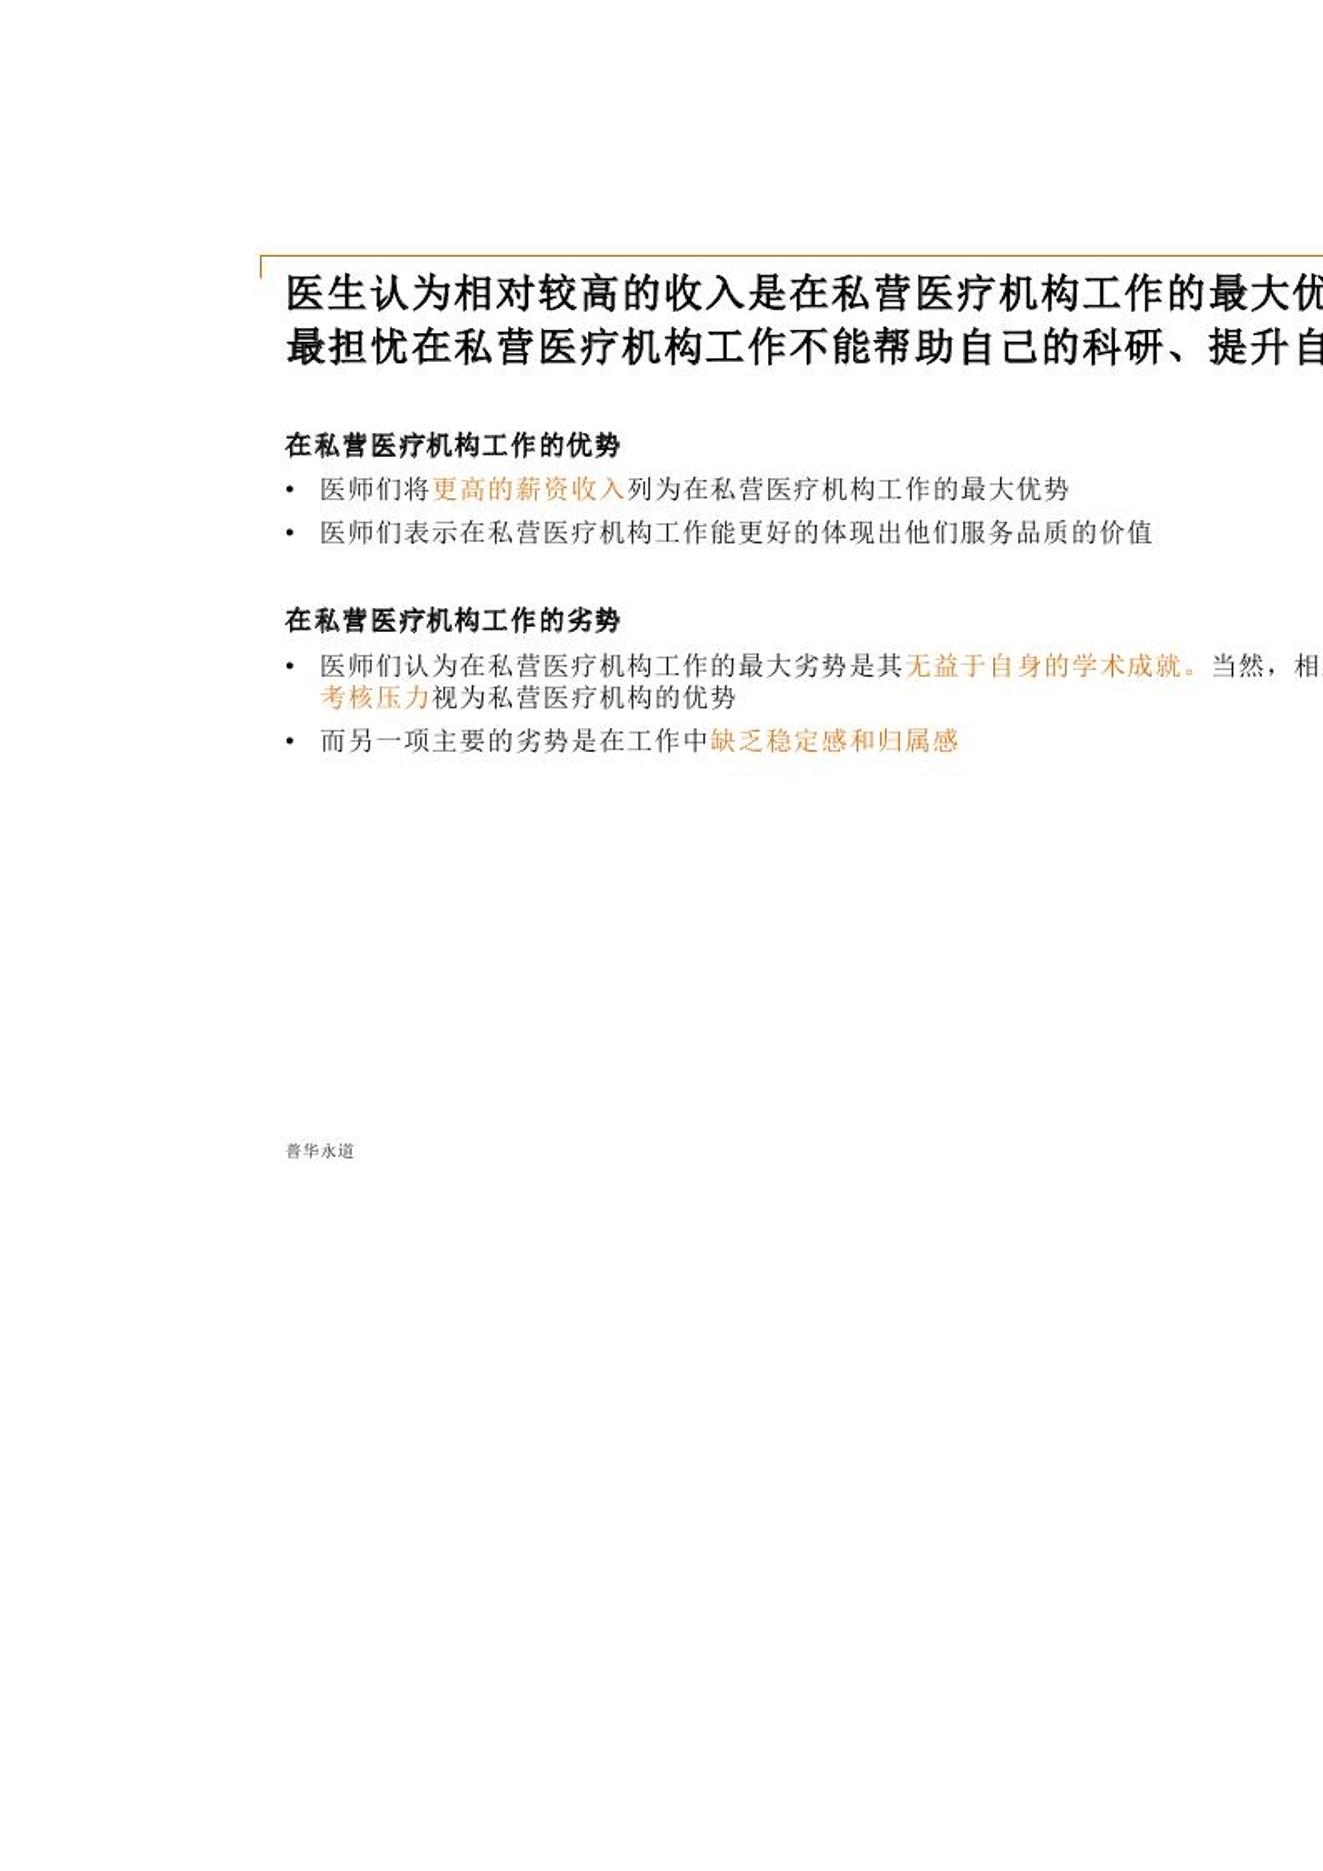 医生认为相对较高的收入是在私营医疗机构工作的最大优
最担忧在私营医疗机构工作不能帮助自己的科研、提升自
在私营医疗机构工作的优势
• 医师们将更高的薪资收入列为在私营医疗机构工作的最大优势
• 医师们表示在私营医疗机构工作能更好的体现出他们服务品质的价值
在私营医疗机构工作的劣势
• 医师们认为在私营医疗机构工作的最大劣势是其无益于自身的学术成就。当然，相
考核压力视为私营医疗机构的优势
• 而另一项主要的劣势是在工作中缺乏稳定感和归属感
普华永道